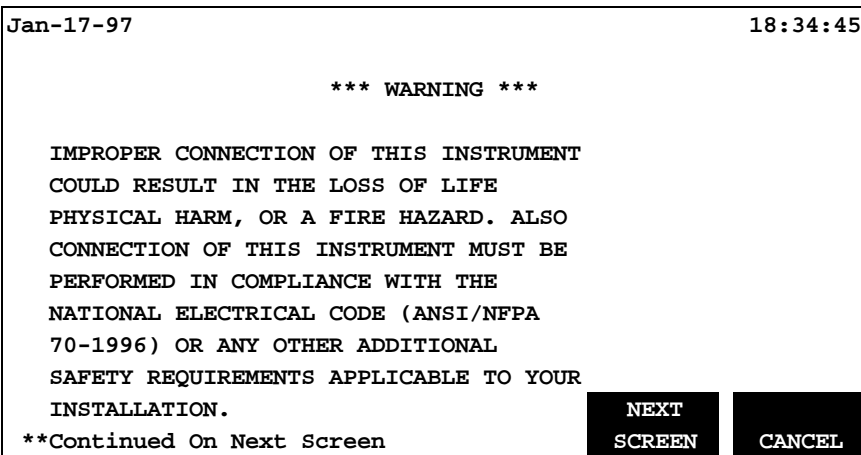 Jan-17-97 18:34:45
*** WARNING ***
IMPROPER CONNECTION OF THIS INSTRUMENT
COULD RESULT IN THE LOSS OF LIFE
PHYSICAL HARM, OR A FIRE HAZARD. ALSO
CONNECTION OF THIS INSTRUMENT MUST BE
PERFORMED IN COMPLIANCE WITH THE
NATIONAL ELECTRICAL CODE (ANSI/NFPA
70-1996) OR ANY OTHER ADDITIONAL
SAFETY REQUIREMENTS APPLICABLE TO YOUR
INSTALLATION.
**Continued On Next Screen
NEXT
SCREEN
CANCEL